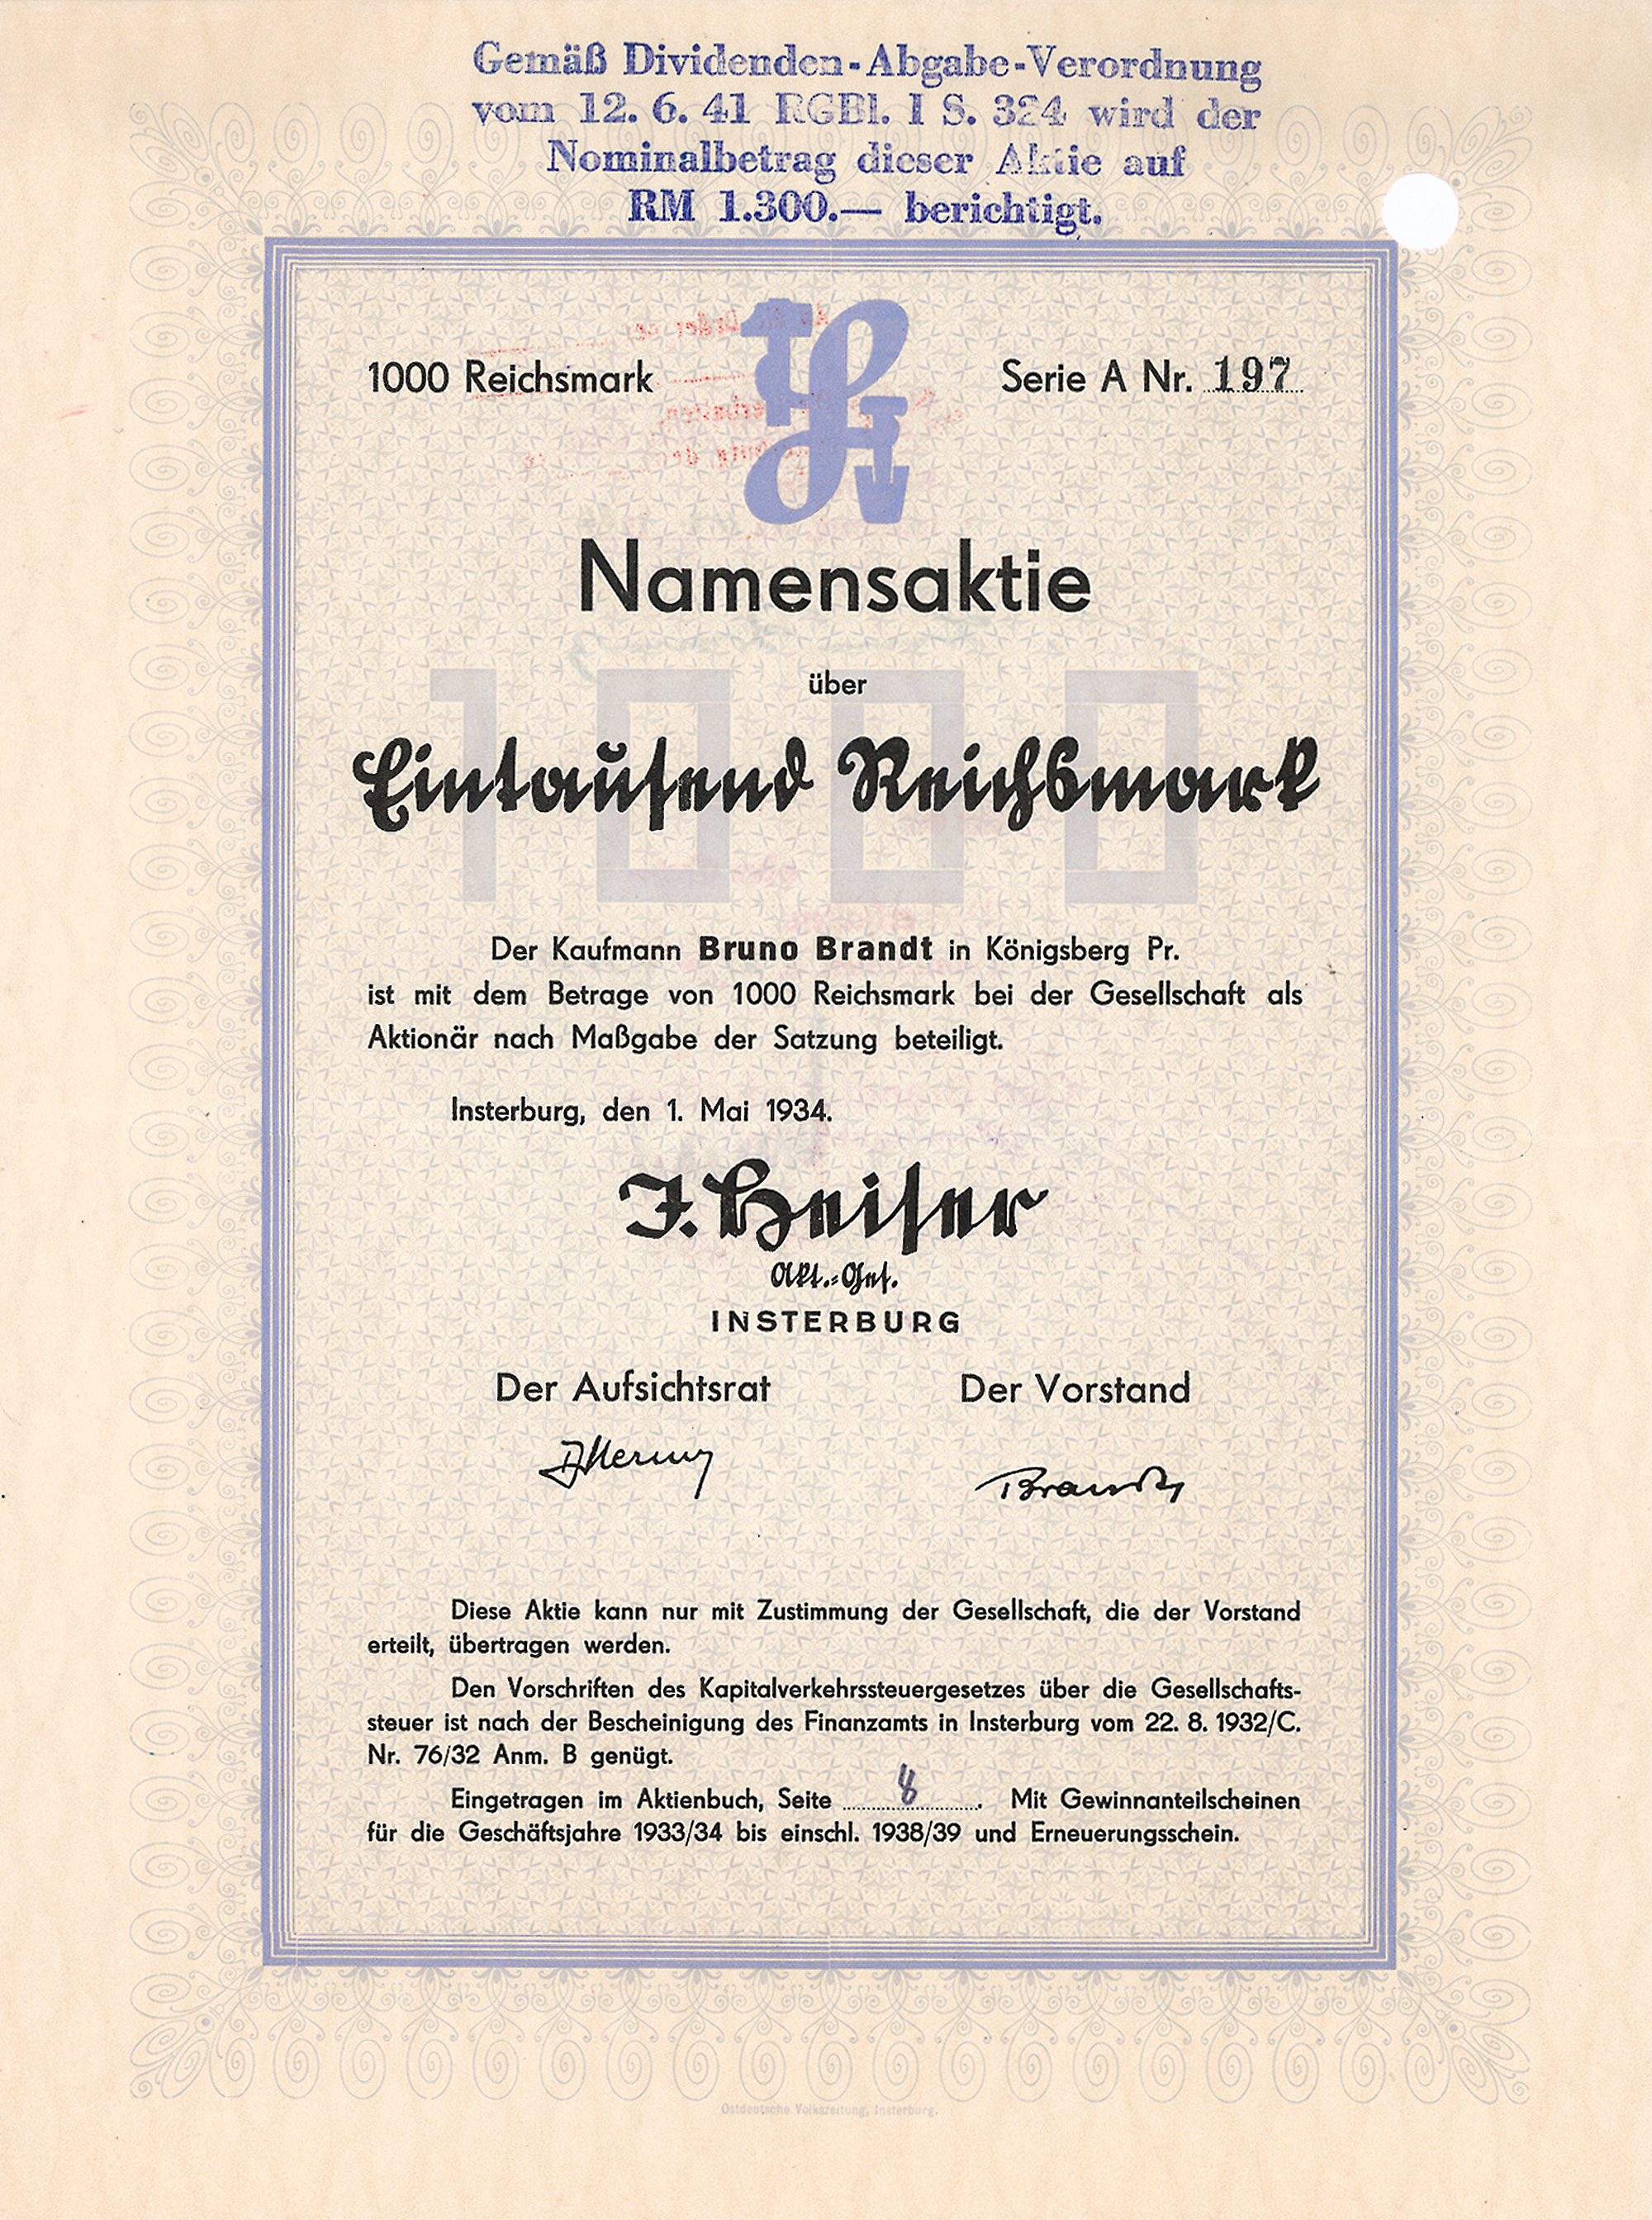 Gemäß Dividenden-Abgabe-Verordnung
vom 12. 6. 41 RGBl. I S. 324 wird der
Nominalbetrag dieser Aktie auf
RM 1.300.— berichtigt.
1000 Reichsmark
Serie A Nr. 197
Namensaktie
1000
über
Eintausend Reichsmark
Der Kaufmann Bruno Brandt in Königsberg Pr.
ist mit dem Betrage von 1000 Reichsmark bei der Gesellschaft als
Aktionär nach Maßgabe der Satzung beteiligt.
Insterburg, den 1. Mai 1934.
J. Heiser
Akt.-Ges.
INSTERBURG
Der Aufsichtsrat
Der Vorstand
Brandt
Diese Aktie kann nur mit Zustimmung der Gesellschaft, die der Vorstand
erteilt, übertragen werden.
Den Vorschriften des Kapitalverkehrssteuergesetzes über die Gesellschafts-
steuer ist nach der Bescheinigung des Finanzamts in Insterburg vom 22. 8. 1932/C.
Nr. 76/32 Anm. B genügt.
Eingetragen im Aktienbuch, Seite 8. Mit Gewinnanteilscheinen
für die Geschäftsjahre 1933/34 bis einschl. 1938/39 und Erneuerungsschein.
Ostdeutsche Volkszeitung, Insterburg.